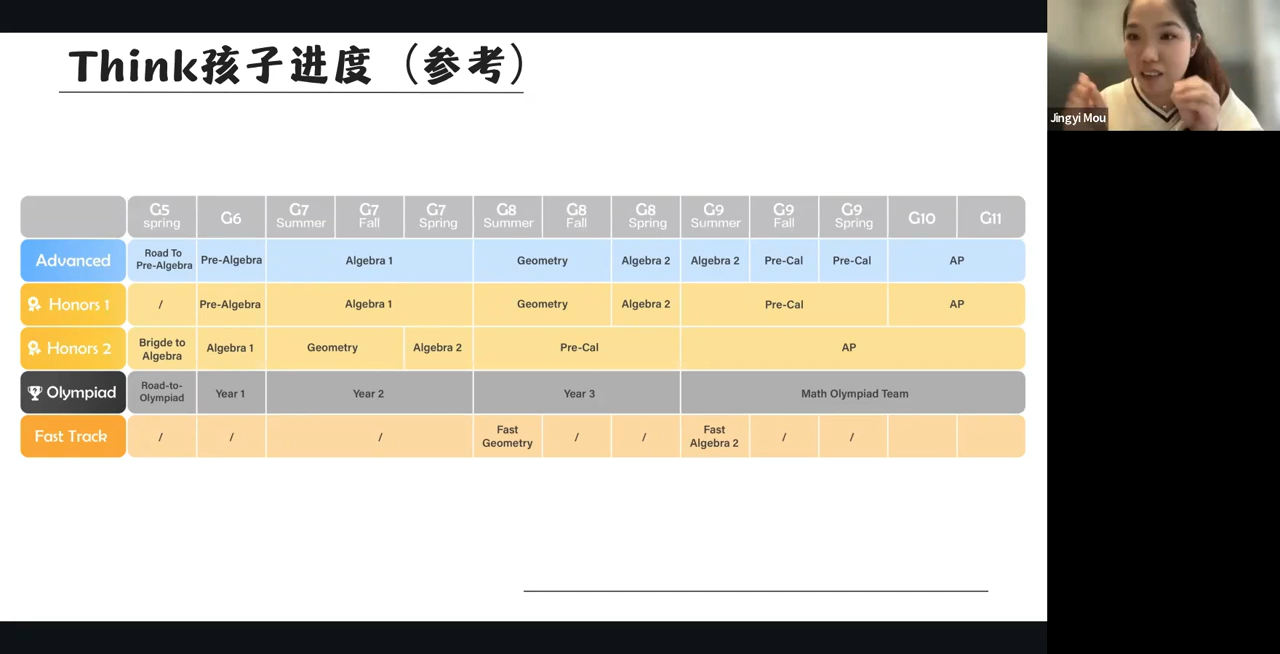 Think孩子进度（参考）
Jingyi Mou
G5 spring G6 G7 Summer G7 Fall G7 Spring G8 Summer G8 Fall G8 Spring G9 Summer G9 Fall G9 Spring G10 G11
Advanced Road To Pre-Algebra Pre-Algebra Algebra 1 Geometry Algebra 2 Algebra 2 Pre-Cal Pre-Cal AP
Honors 1 / Pre-Algebra Algebra 1 Geometry Algebra 2 Pre-Cal AP
Honors 2 Brigde to Algebra Algebra 1 Geometry Algebra 2 Pre-Cal AP
Olympiad Road-to-Olympiad Year 1 Year 2 Year 3 Math Olympiad Team
Fast Track / / / Fast Geometry / / Fast Algebra 2 / /